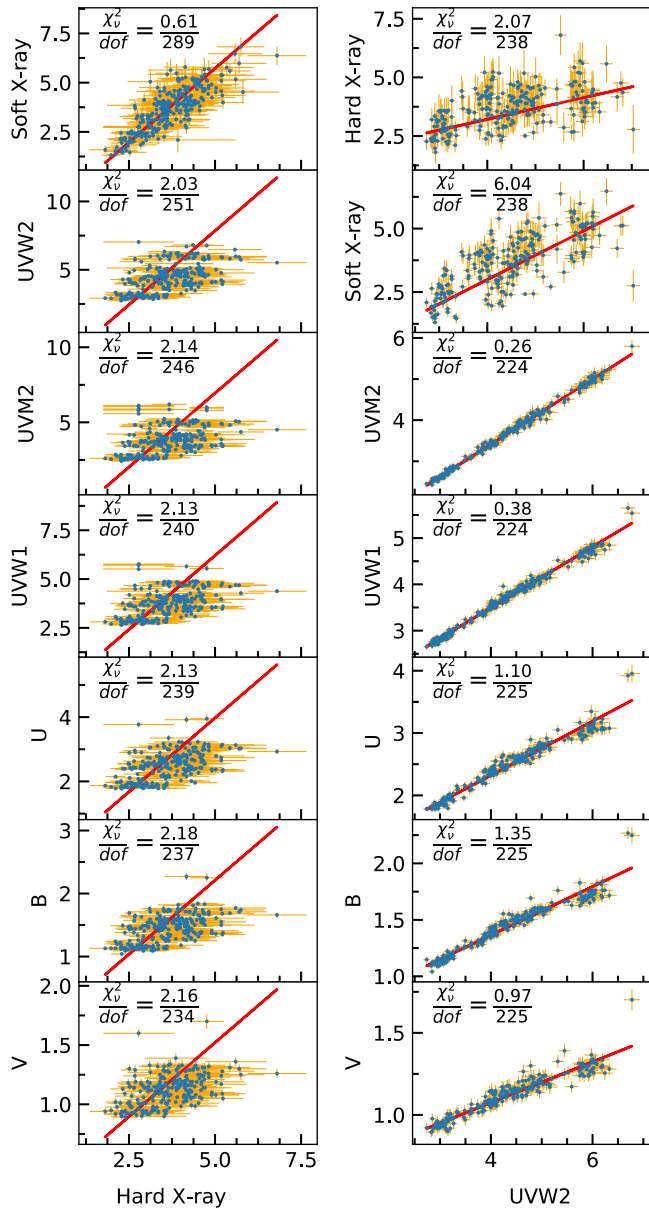 χ²ν/dof = 0.61/289
7.5
5.0
2.5
Soft X-ray
χ²ν/dof = 2.03/251
10
5
UVW2
χ²ν/dof = 2.14/246
10
5
UVM2
χ²ν/dof = 2.13/240
7.5
5.0
2.5
UVW1
χ²ν/dof = 2.13/239
4
2
U
χ²ν/dof = 2.18/237
3
2
1
B
χ²ν/dof = 2.16/234
2.0
1.5
1.0
V
2.5 5.0 7.5
Hard X-ray
χ²ν/dof = 2.07/238
7.5
5.0
2.5
Hard X-ray
χ²ν/dof = 6.04/238
5.0
2.5
Soft X-ray
χ²ν/dof = 0.26/224
6
4
UVM2
χ²ν/dof = 0.38/224
5
4
3
UVW1
χ²ν/dof = 1.10/225
4
3
2
U
χ²ν/dof = 1.35/225
2.0
1.5
1.0
B
χ²ν/dof = 0.97/225
1.5
1.0
V
4 6
UVW2